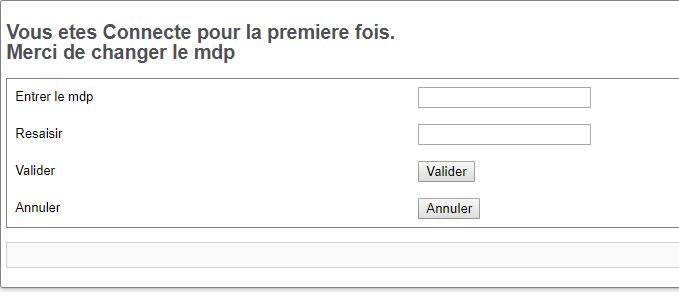 Vous etes Connecte pour la premiere fois.
Merci de changer le mdp
Entrer le mdp
Resaisir
Valider Valider
Annuler Annuler